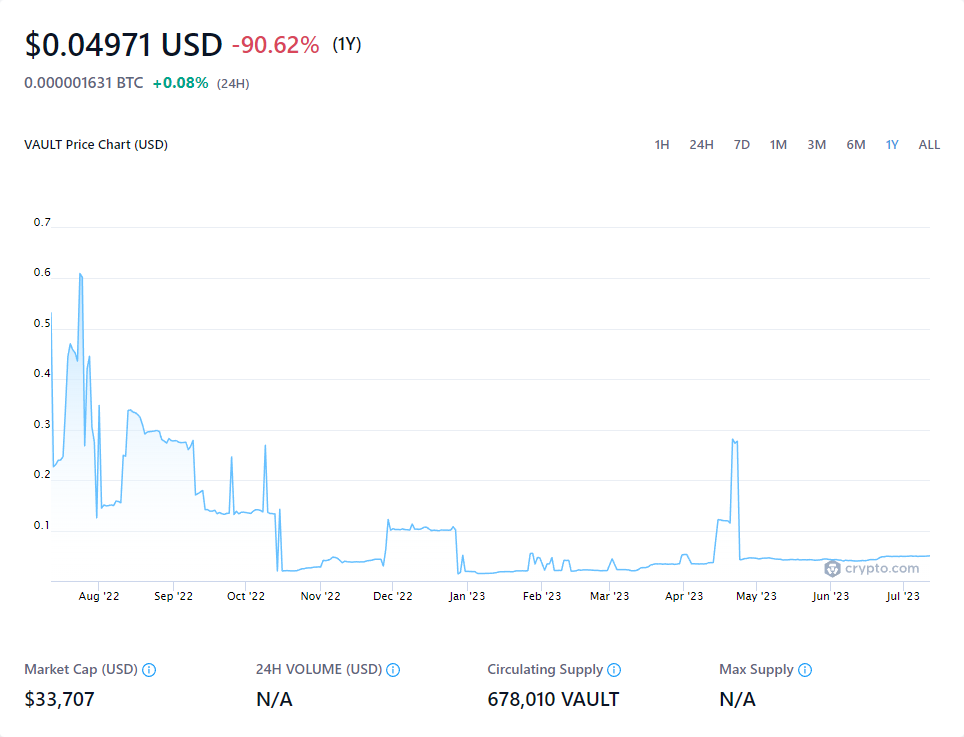 $0.04971 USD -90.62% (1Y)
0.000001631 BTC +0.08% (24H)
VAULT Price Chart (USD) 1H 24H 7D 1M 3M 6M 1Y ALL
0.7
0.6
0.5
0.4
0.3
0.2
0.1
crypto.com
Aug '22 Sep '22 Oct '22 Nov '22 Dec '22 Jan '23 Feb '23 Mar '23 Apr '23 May '23 Jun '23 Jul '23
Market Cap (USD) 24H VOLUME (USD) Circulating Supply Max Supply
$33,707 N/A 678,010 VAULT N/A